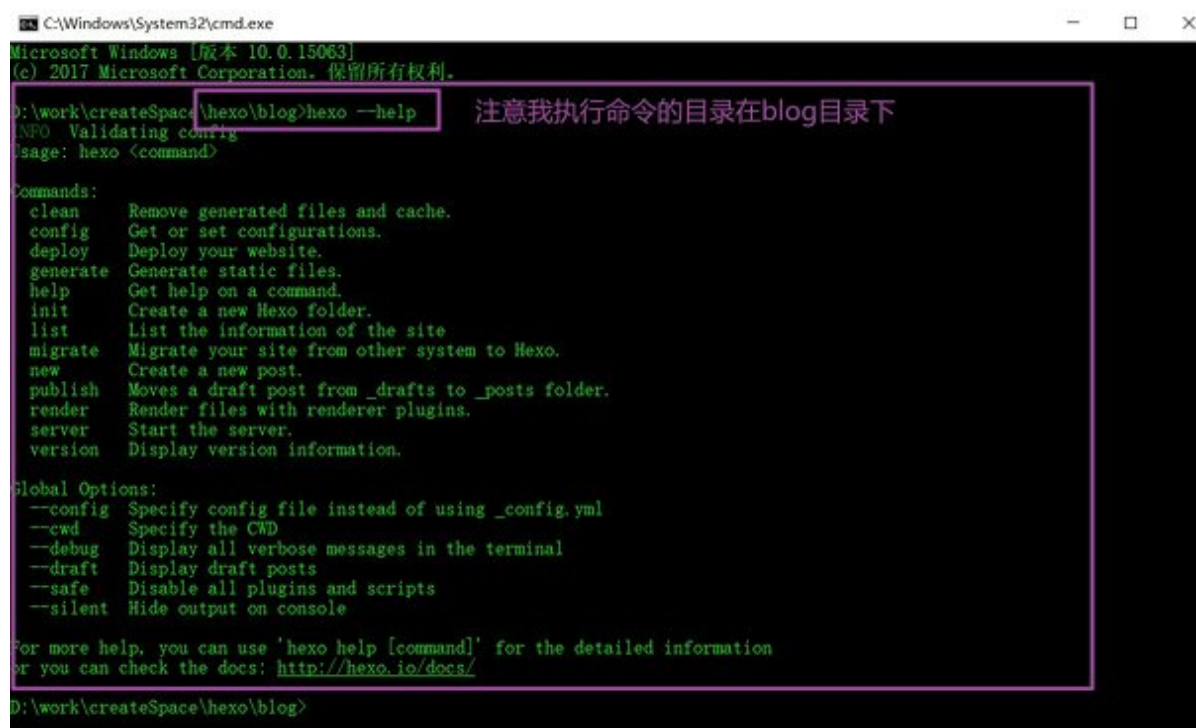 C:\Windows\System32\cmd.exe
Microsoft Windows [版本 10.0.15063]
(c) 2017 Microsoft Corporation。保留所有权利。
D:\work\createSpace\hexo\blog>hexo --help
注意我执行命令的目录在blog目录下
INFO  Validating config
Usage: hexo <command>
Commands:
clean     Remove generated files and cache.
config    Get or set configurations.
deploy    Deploy your website.
generate  Generate static files.
help      Get help on a command.
init      Create a new Hexo folder.
list      List the information of the site
migrate   Migrate your site from other system to Hexo.
new       Create a new post.
publish   Moves a draft post from _drafts to _posts folder.
render    Render files with renderer plugins.
server    Start the server.
version   Display version information.
Global Options:
--config  Specify config file instead of using _config.yml
--cwd     Specify the CWD
--debug   Display all verbose messages in the terminal
--draft   Display draft posts
--safe    Disable all plugins and scripts
--silent  Hide output on console
For more help, you can use 'hexo help [command]' for the detailed information
or you can check the docs: http://hexo.io/docs/
D:\work\createSpace\hexo\blog>